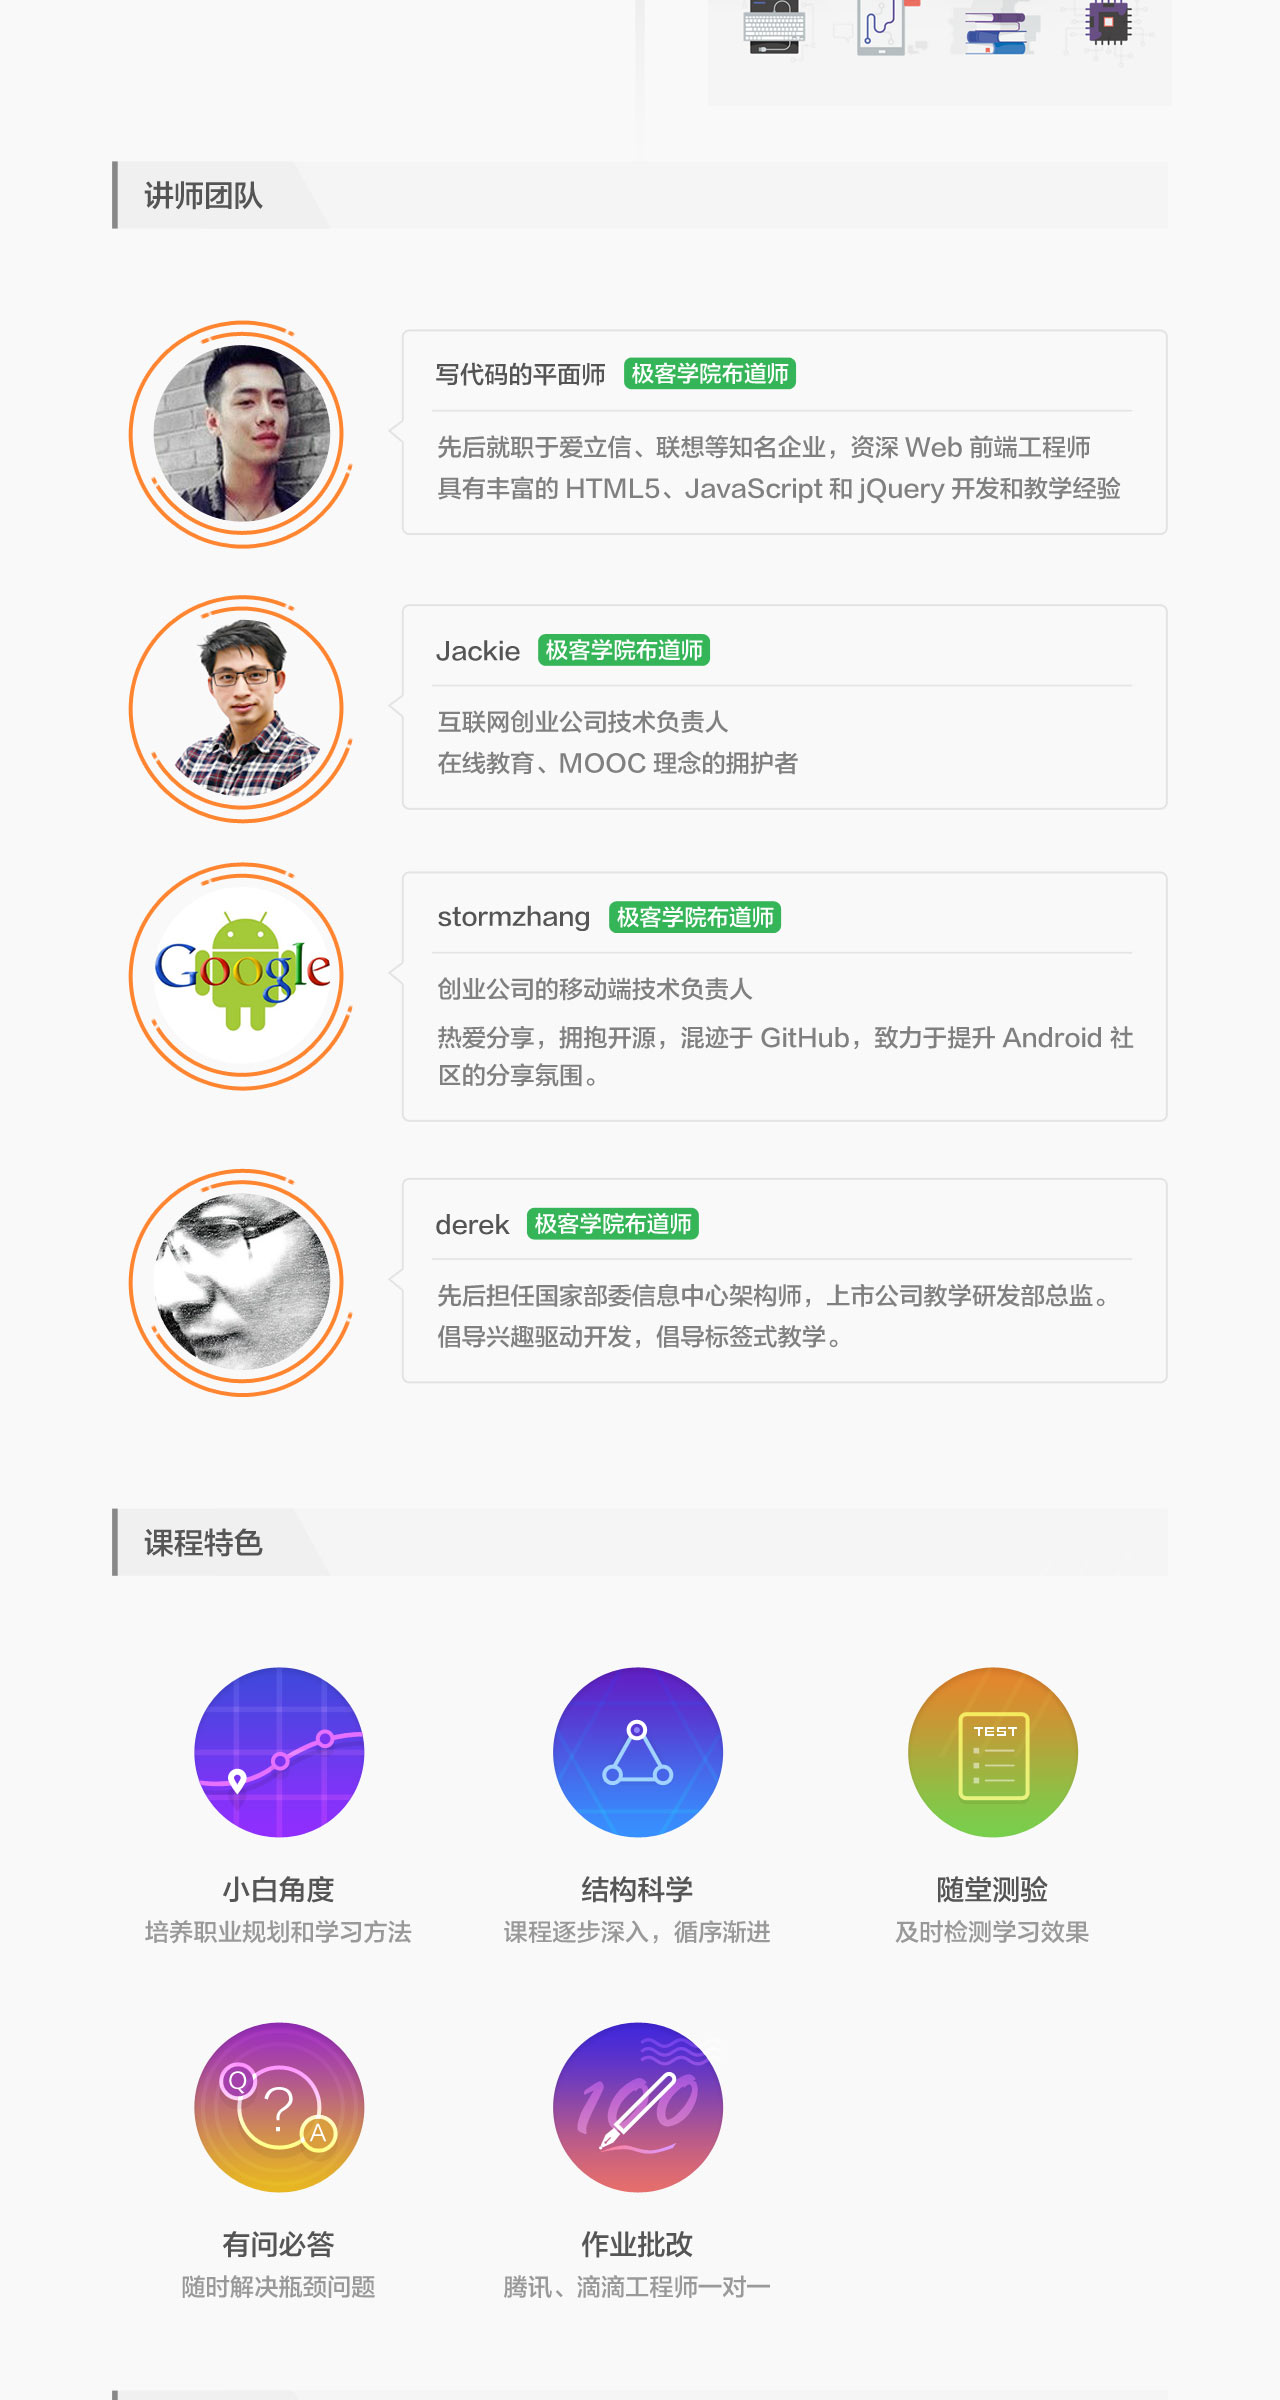 讲师团队
写代码的平面师 极客学院布道师
先后就职于爱立信、联想等知名企业，资深 Web 前端工程师
具有丰富的 HTML5、JavaScript 和 jQuery 开发和教学经验
Jackie 极客学院布道师
互联网创业公司技术负责人
在线教育、MOOC 理念的拥护者
Google
stormzhang 极客学院布道师
创业公司的移动端技术负责人
热爱分享，拥抱开源，混迹于 GitHub，致力于提升 Android 社
区的分享氛围。
derek 极客学院布道师
先后担任国家部委信息中心架构师，上市公司教学研发部总监。
倡导兴趣驱动开发，倡导标签式教学。
课程特色
TEST
小白角度 结构科学 随堂测验
培养职业规划和学习方法 课程逐步深入，循序渐进 及时检测学习效果
Q ? A 100
有问必答 作业批改
随时解决瓶颈问题 腾讯、滴滴工程师一对一